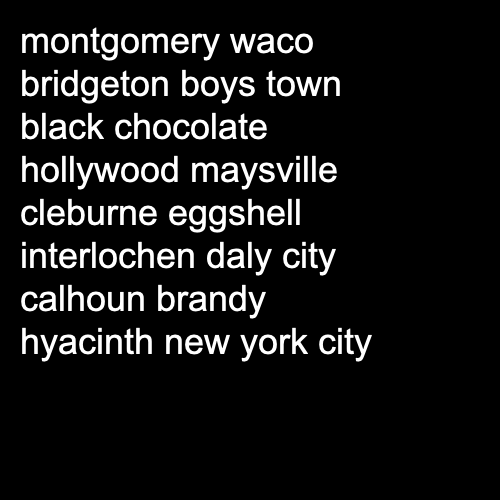 montgomery waco
bridgeton boys town
black chocolate
hollywood maysville
cleburne eggshell
interlochen daly city
calhoun brandy
hyacinth new york city